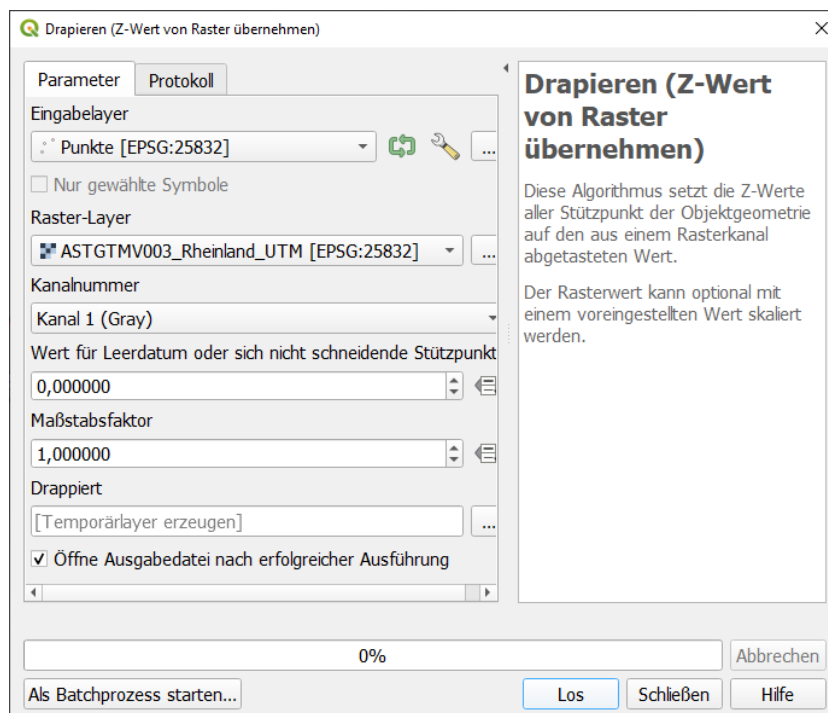 Drapieren (Z-Wert von Raster übernehmen)
Parameter
Protokoll
Eingabelayer
Punkte [EPSG:25832]
...
Nur gewählte Symbole
Raster-Layer
ASTGTMV003_Rheinland_UTM [EPSG:25832]
...
Kanalnummer
Kanal 1 (Gray)
Wert für Leerdatum oder sich nicht schneidende Stützpunkt
0,000000
Maßstabsfaktor
1,000000
Drappiert
[Temporärlayer erzeugen]
...
Öffne Ausgabedatei nach erfolgreicher Ausführung
Drapieren (Z-Wert
von Raster
übernehmen)
Diese Algorithmus setzt die Z-Werte
aller Stützpunkt der Objektgeometrie
auf den aus einem Rasterkanal
abgetasteten Wert.
Der Rasterwert kann optional mit
einem voreingestellten Wert skaliert
werden.
0%
Abbrechen
Als Batchprozess starten...
Los
Schließen
Hilfe